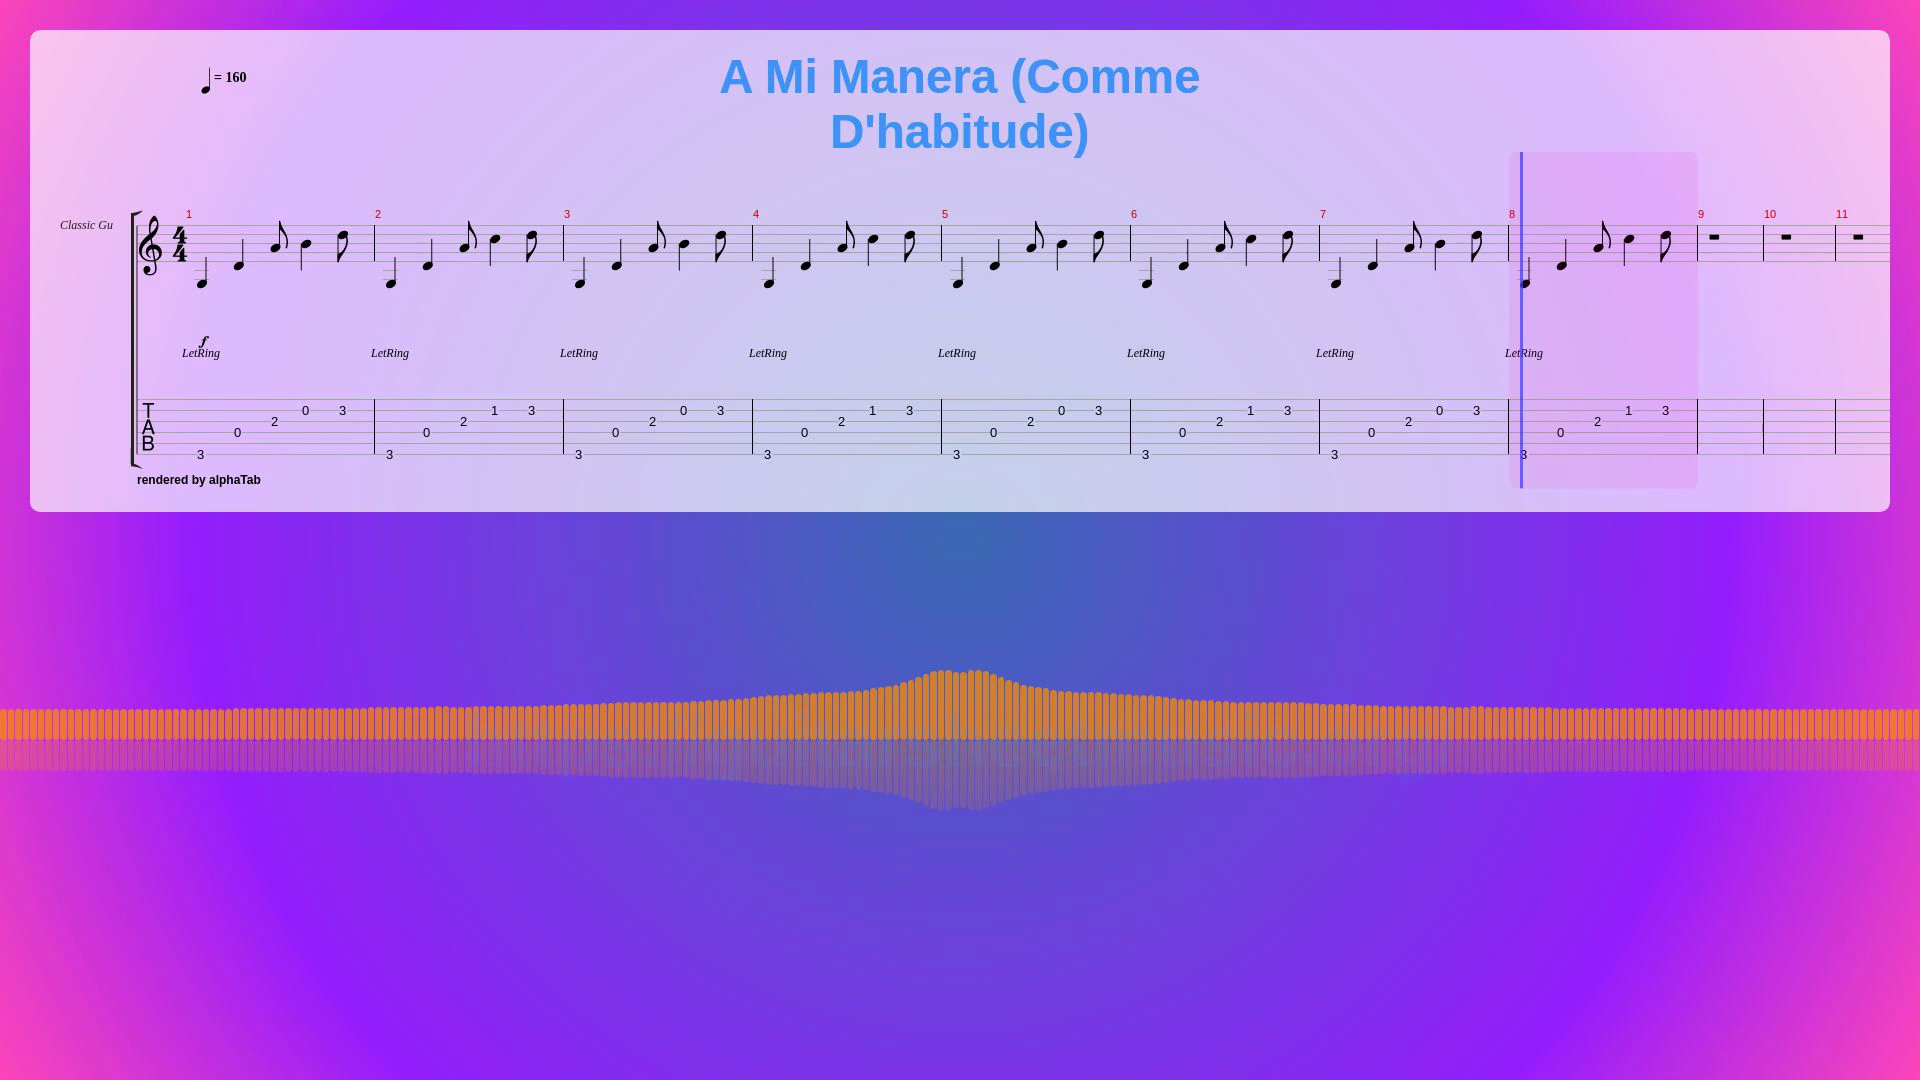 A Mi Manera (Comme
D'habitude)
= 160
1 2 3 4 5 6 7 8 9 10 11
Classic Gu
4
4
f
LetRing LetRing LetRing LetRing LetRing LetRing LetRing LetRing
T
A
B
3 0 2 0 3 3 0 2 1 3 3 0 2 0 3 3 0 2 1 3 3 0 2 0 3 3 0 2 1 3 3 0 2 0 3 3 0 2 1 3
rendered by alphaTab